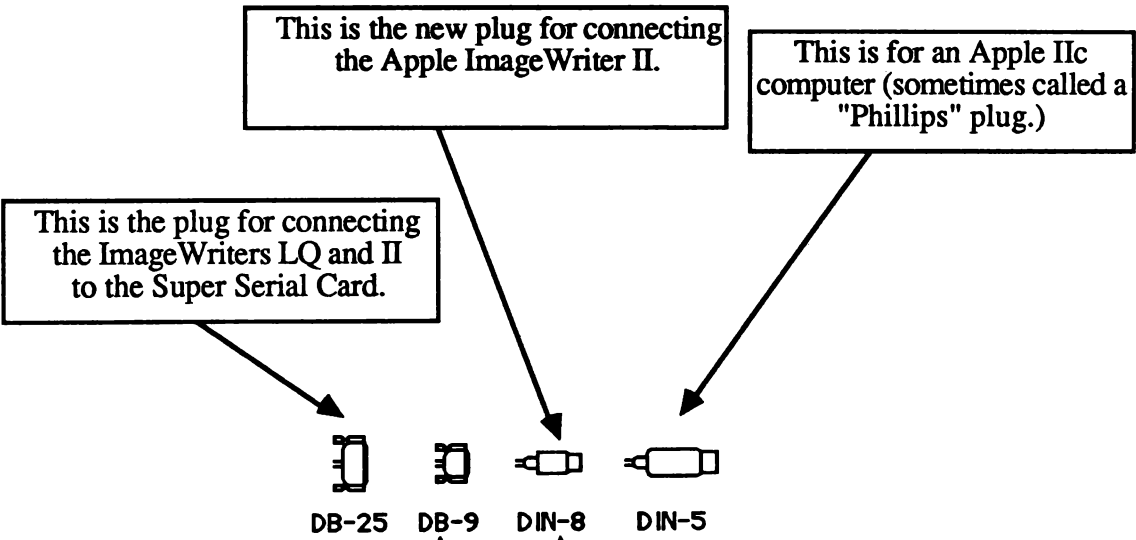 This is the new plug for connecting
the Apple ImageWriter II.
This is for an Apple IIc
computer (sometimes called a
"Phillips" plug.)
This is the plug for connecting
the ImageWriters LQ and II
to the Super Serial Card.
DB-25 DB-9 DIN-8 DIN-5